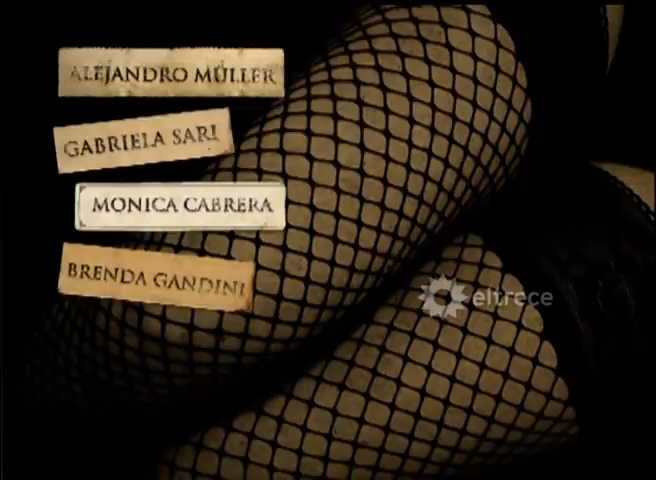 ALEJANDRO MÜLLER
GABRIELA SARI
MONICA CABRERA
BRENDA GANDINI
eltrece